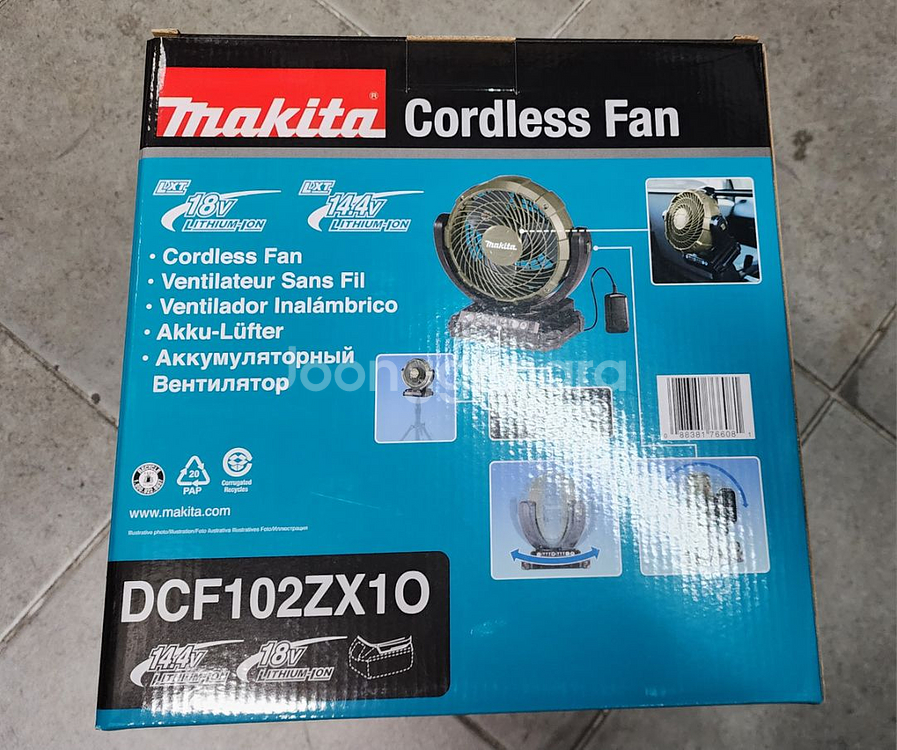 makita® Cordless Fan
LXT 18V LITHIUM-ION
LXT 14.4V LITHIUM-ION
makita
• Cordless Fan
• Ventilateur Sans Fil
• Ventilador Inalámbrico
• Akku-Lüfter
• Аккумуляторный
Вентилятор
Joonggonara
20
PAP
Corrugated
Recycles
www.makita.com
DCF102ZX1O
14.4V LITHIUM-ION
18V LITHIUM-ION